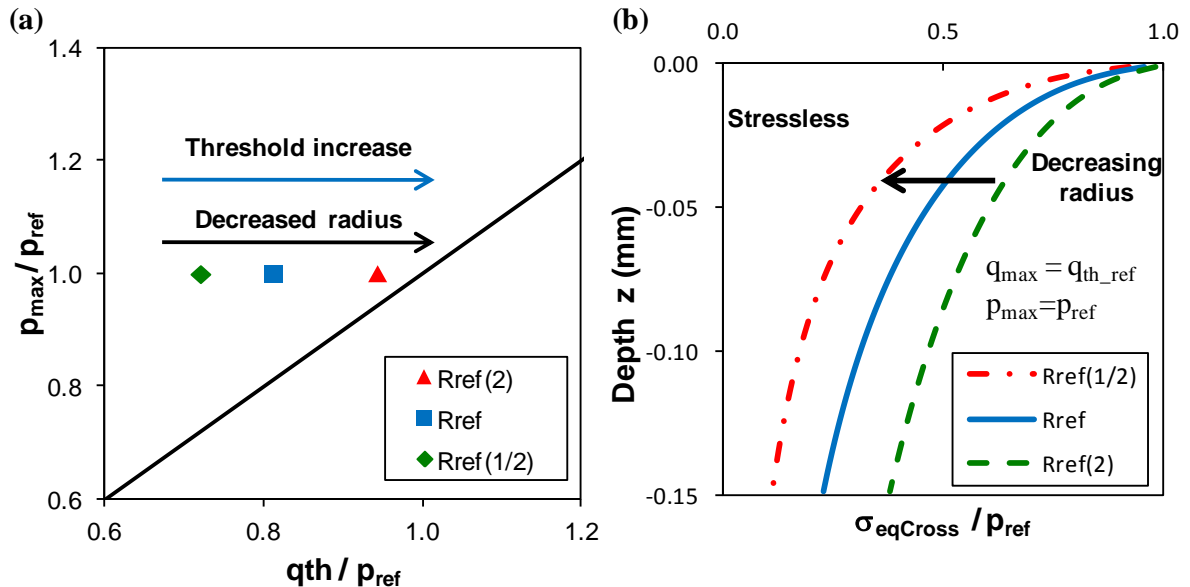 (a)
1.4
1.2
1.0
0.8
0.6
0.6
0.8
1.0
1.2
pmax / pref
qth / pref
Threshold increase
Decreased radius
Rref(2)
Rref
Rref(1/2)
(b)
0.0
0.5
1.0
0.00
-0.05
-0.10
-0.15
Depth z (mm)
Stressless
Decreasing
radius
qmax = qth_ref
pmax=pref
Rref(1/2)
Rref
Rref(2)
σeqCross / pref